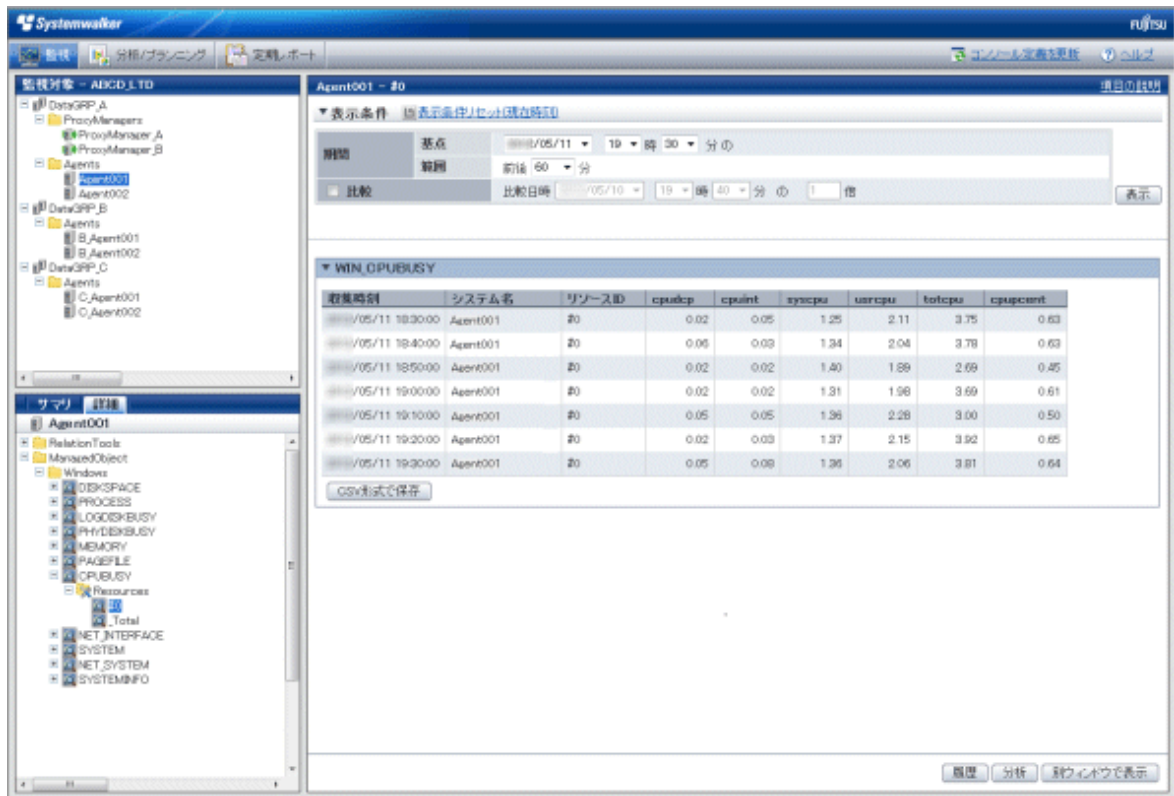 Systemwalker
FUJITSU
監視 分析/プランニング 定期レポート コンソール定義を更新 ヘルプ
監視対象 - ABCD_LTD
DataGRP_A
ProxyManagers
ProxyManager_A
ProxyManager_B
Agents
Agent001
Agent002
DataGRP_B
Agents
B_Agent001
B_Agent002
DataGRP_C
Agents
C_Agent001
C_Agent002
サマリ 詳細
Agent001
RelationTools
ManagedObject
Windows
DISKSPACE
PROCESS
LOGDISKBUSY
PHYDISKBUSY
MEMORY
PAGEFILE
CPUBUSY
Resources
#0
_Total
NET_INTERFACE
SYSTEM
NET_SYSTEM
SYSTEMINFO
Agent001 - #0 項目の説明
▼表示条件 表示条件リセット(現在時刻)
期間 基点 /05/11 19 時 30 分 の
範囲 前後 60 分
比較 比較日時 /05/10 19 時 40 分 の 1 倍
表示
▼ WIN_CPUBUSY
収集時刻 システム名 リソースID cpudcp cpuint syscpu usrcpu totcpu cpupcent
/05/11 18:30:00 Agent001 #0 0.02 0.05 1.25 2.11 3.75 0.63
/05/11 18:40:00 Agent001 #0 0.06 0.03 1.34 2.04 3.78 0.63
/05/11 18:50:00 Agent001 #0 0.02 0.02 1.40 1.89 2.69 0.45
/05/11 19:00:00 Agent001 #0 0.02 0.02 1.31 1.98 3.69 0.61
/05/11 19:10:00 Agent001 #0 0.05 0.05 1.36 2.28 3.00 0.50
/05/11 19:20:00 Agent001 #0 0.02 0.03 1.37 2.15 3.92 0.65
/05/11 19:30:00 Agent001 #0 0.05 0.08 1.36 2.06 3.81 0.64
CSV形式で保存
履歴 分析 別ウィンドウで表示